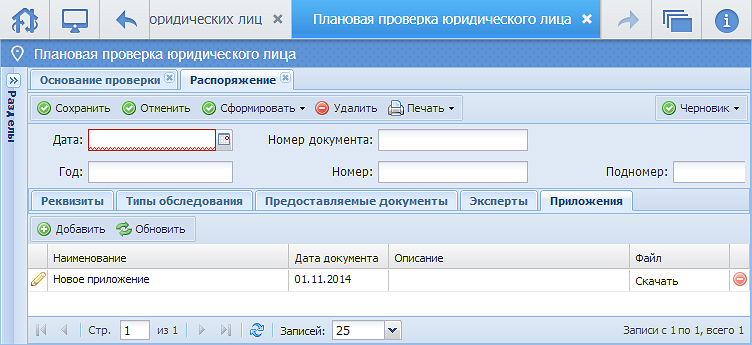 оридических лиц Плановая проверка юридического лица
Плановая проверка юридического лица
Разделы
Основание проверки Распоряжение
Сохранить Отменить Сформировать Удалить Печать Черновик
Дата: Номер документа:
Год: Номер: Подномер:
Реквизиты Типы обследования Предоставляемые документы Эксперты Приложения
Добавить Обновить
Наименование Дата документа Описание Файл
Новое приложение 01.11.2014 Скачать
Стр. 1 из 1 Записей: 25 Записи с 1 по 1, всего 1